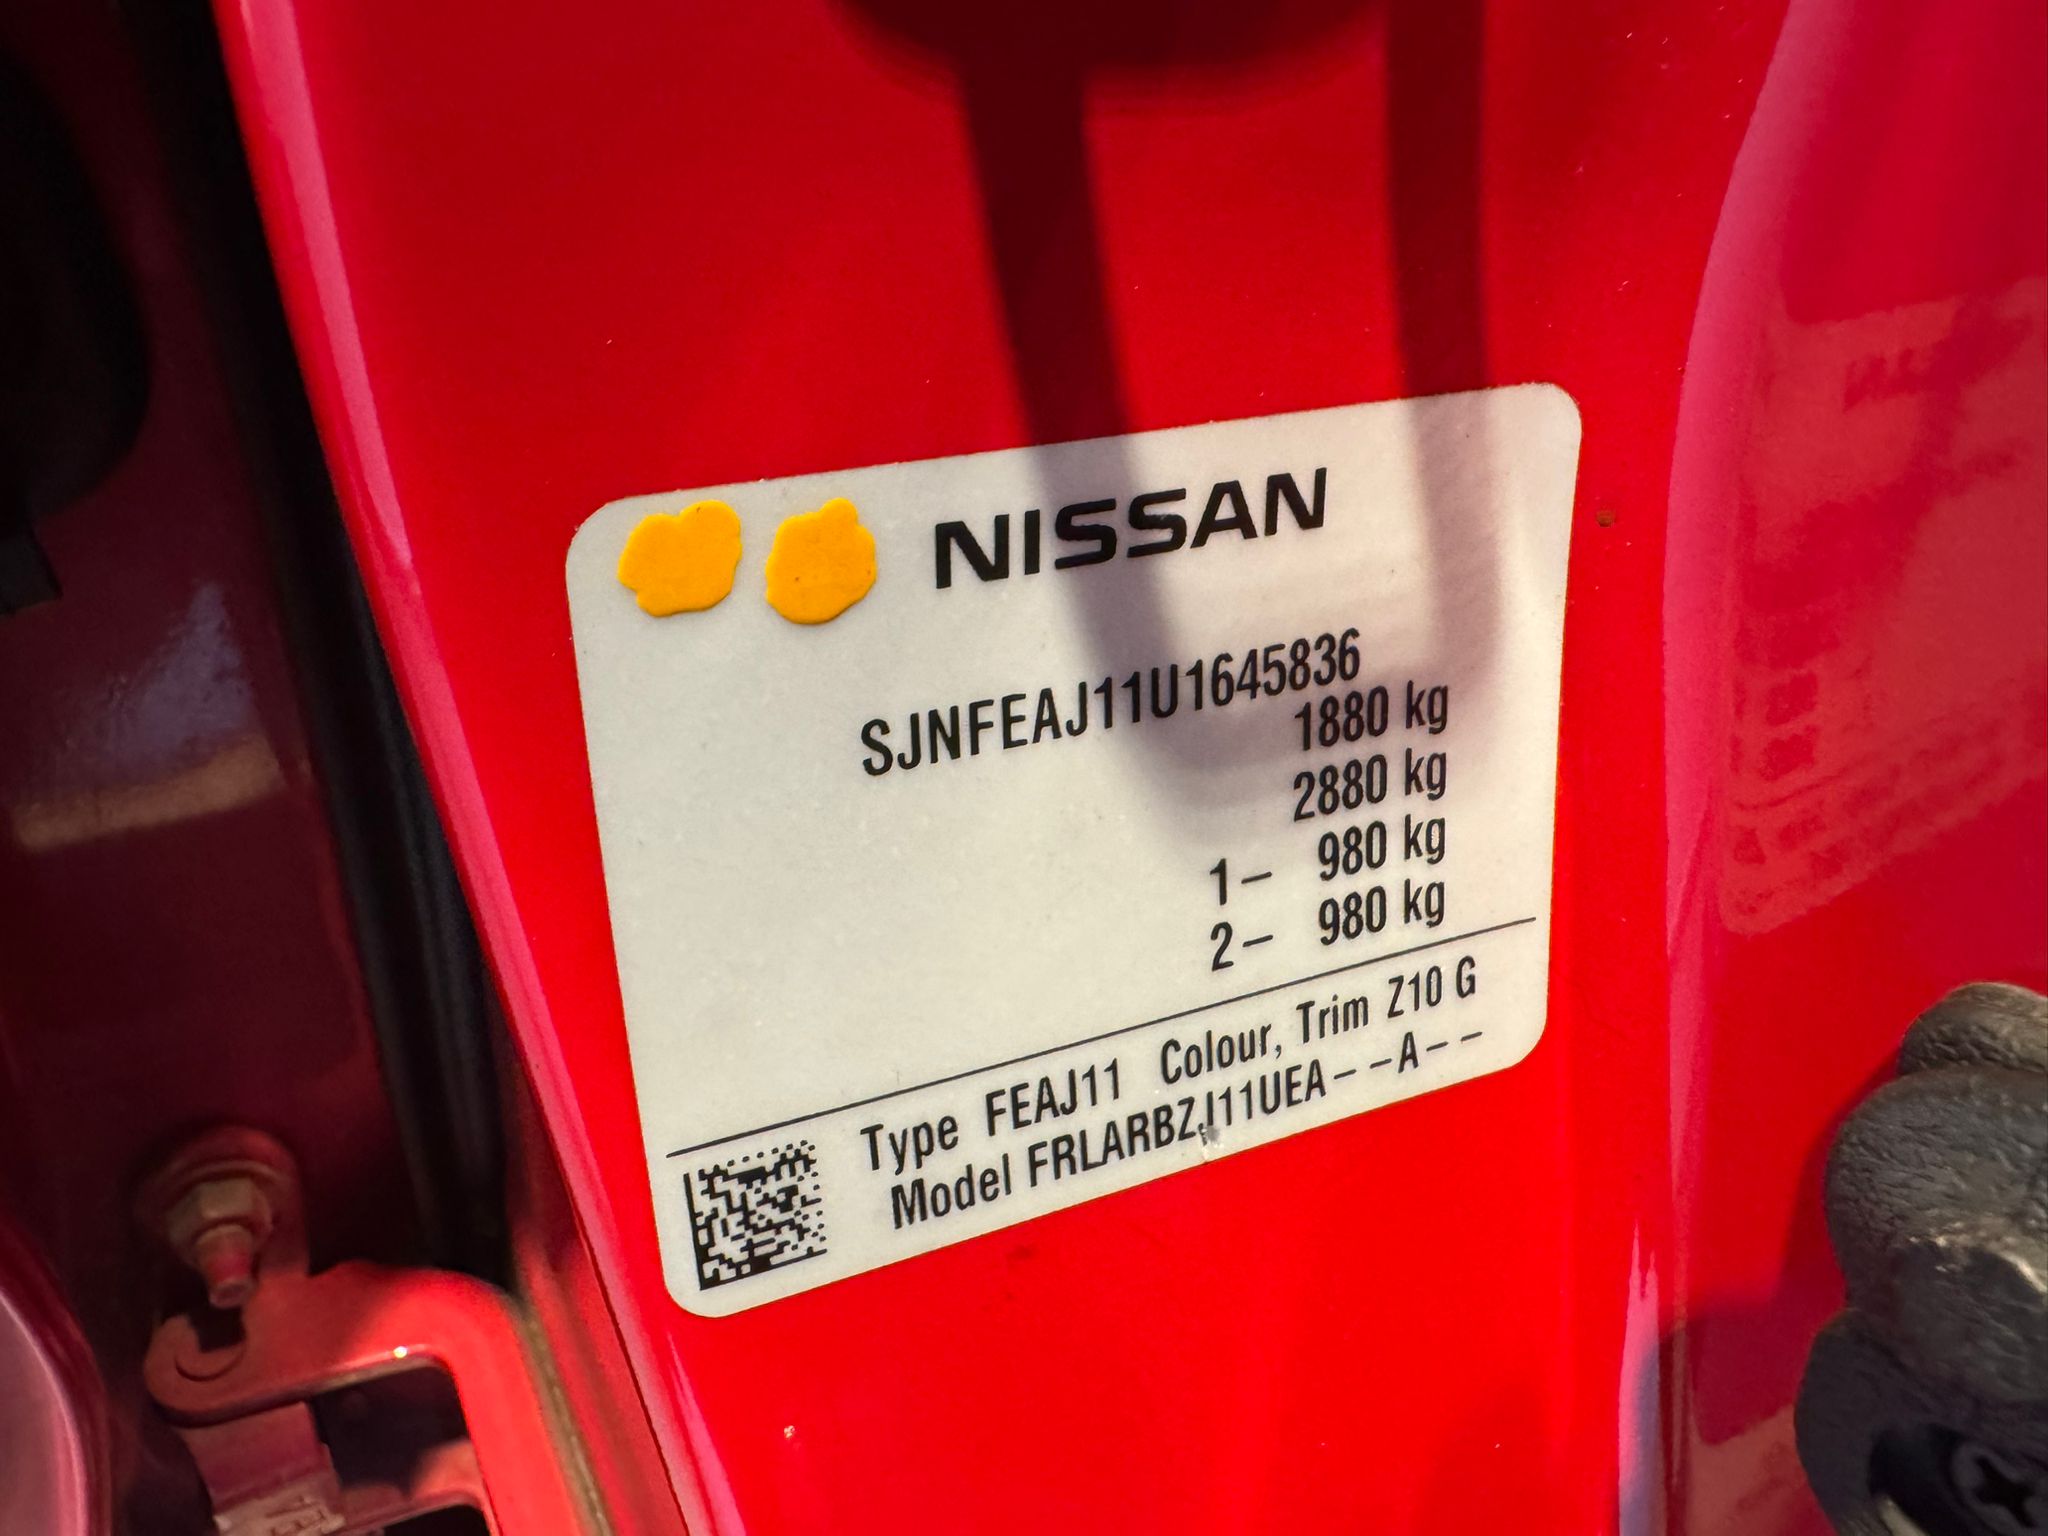 NISSAN
SJNFEAJ11U1645836
1880 kg
2880 kg
1– 980 kg
2– 980 kg
Type FEAJ11 Colour, Trim Z10 G
Model FRLARBZJ11UEA--A--